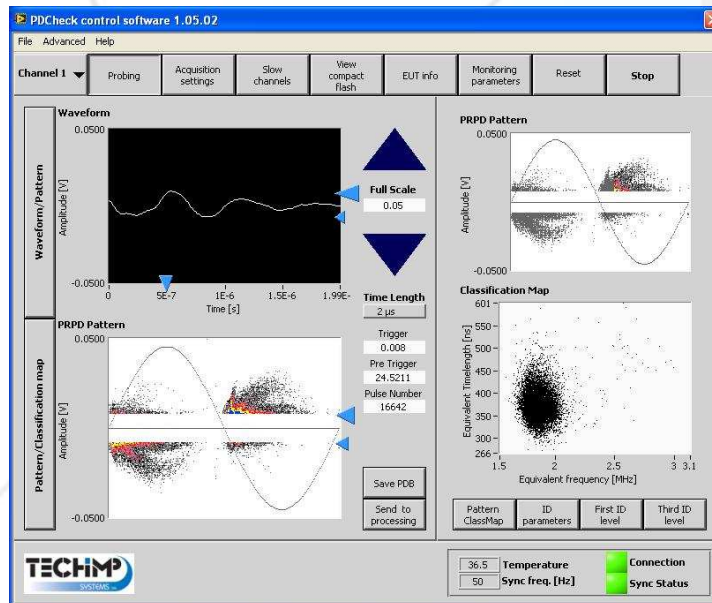 PDCheck control software 1.05.02
File Advanced Help
Channel 1
Probing
Acquisition
settings
Slow
channels
View
compact
flash
EUT info
Monitoring
parameters
Reset
Stop
Waveform/Pattern
Pattern/Classification map
Waveform
0.0500
Amplitude [V]
-0.0500
0 5E-7 1E-6 1.5E-6 1.99E-
Time [s]
Full Scale
0.05
Time Length
2 µs
Trigger
0.008
Pre Trigger
24.5211
Pulse Number
16642
Save PDB
Send to
processing
PRPD Pattern
0.0500
Amplitude [V]
-0.0500
PRPD Pattern
0.0500
Amplitude [V]
-0.0500
Classification Map
601
550
500
450
400
350
300
266
Equivalent Timelength [ns]
1.5 2 2.5 3 3.1
Equivalent frequency [MHz]
Pattern
ClassMap
ID
parameters
First ID
level
Third ID
level
TECHIMP
SYSTEMS
36.5 Temperature
50 Sync freq. [Hz]
Connection
Sync Status